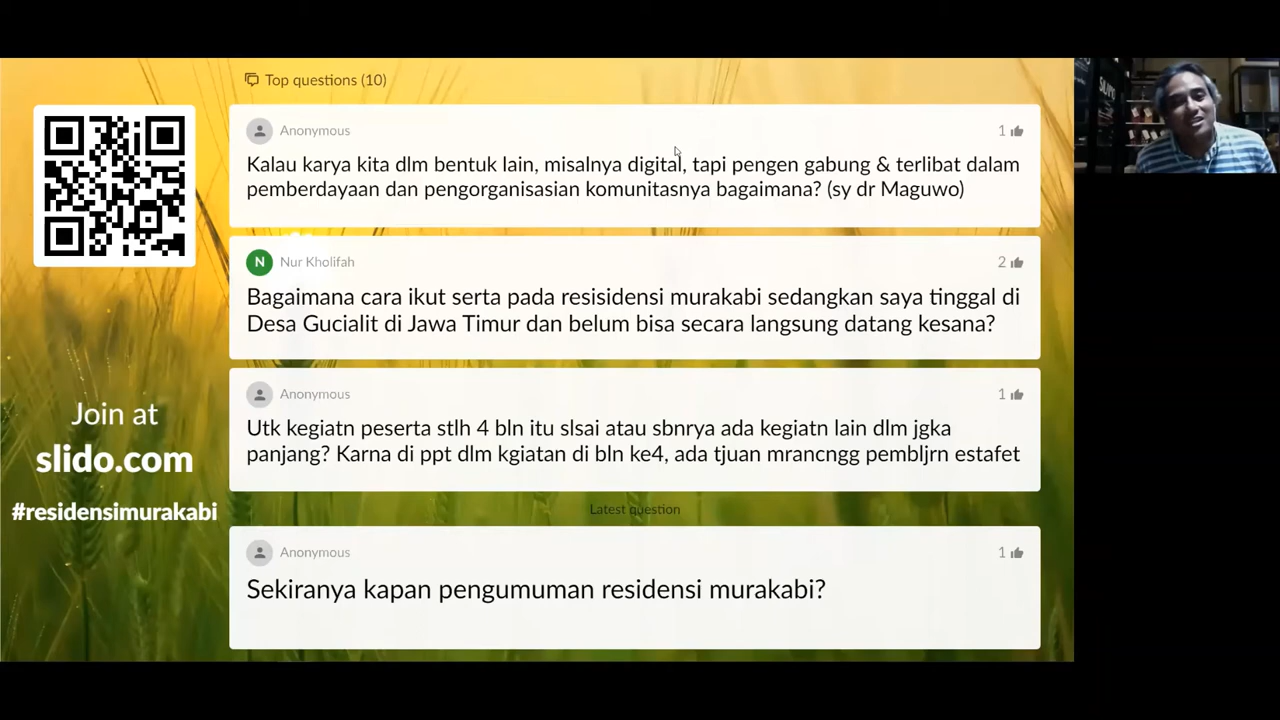 Top questions (10)
Anonymous
1
Kalau karya kita dlm bentuk lain, misalnya digital, tapi pengen gabung & terlibat dalam
pemberdayaan dan pengorganisasian komunitasnya bagaimana? (sy dr Maguwo)
N
Nur Kholifah
2
Bagaimana cara ikut serta pada resisidensi murakabi sedangkan saya tinggal di
Desa Gucialit di Jawa Timur dan belum bisa secara langsung datang kesana?
Anonymous
1
Utk kegiatn peserta stlh 4 bln itu slsai atau sbnrya ada kegiatn lain dlm jgka
panjang? Karna di ppt dlm kgiatan di bln ke4, ada tjuan mrancngg pembljrn estafet
Latest question
Anonymous
1
Sekiranya kapan pengumuman residensi murakabi?
Join at
slido.com
#residensimurakabi